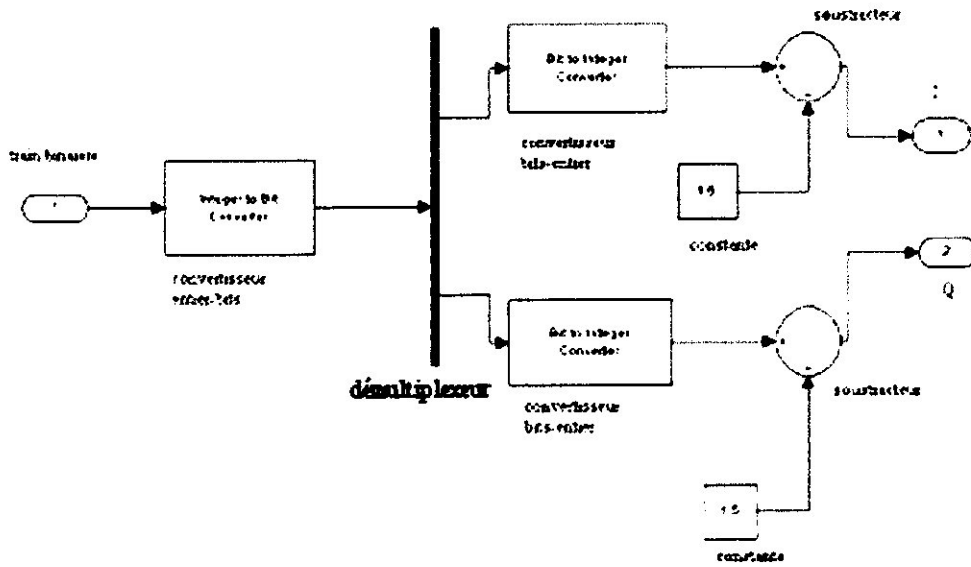 soustracteur
Bit to Integer
Converter
:
1
train binaire
convertisseur
bits-entier
1
Integer to Bit
Converter
1.5
constante
2
convertisseur
entier-bits
Q
Bit to Integer
Converter
démultiplexeur
soustracteur
convertisseur
bits-entier
1.5
constante